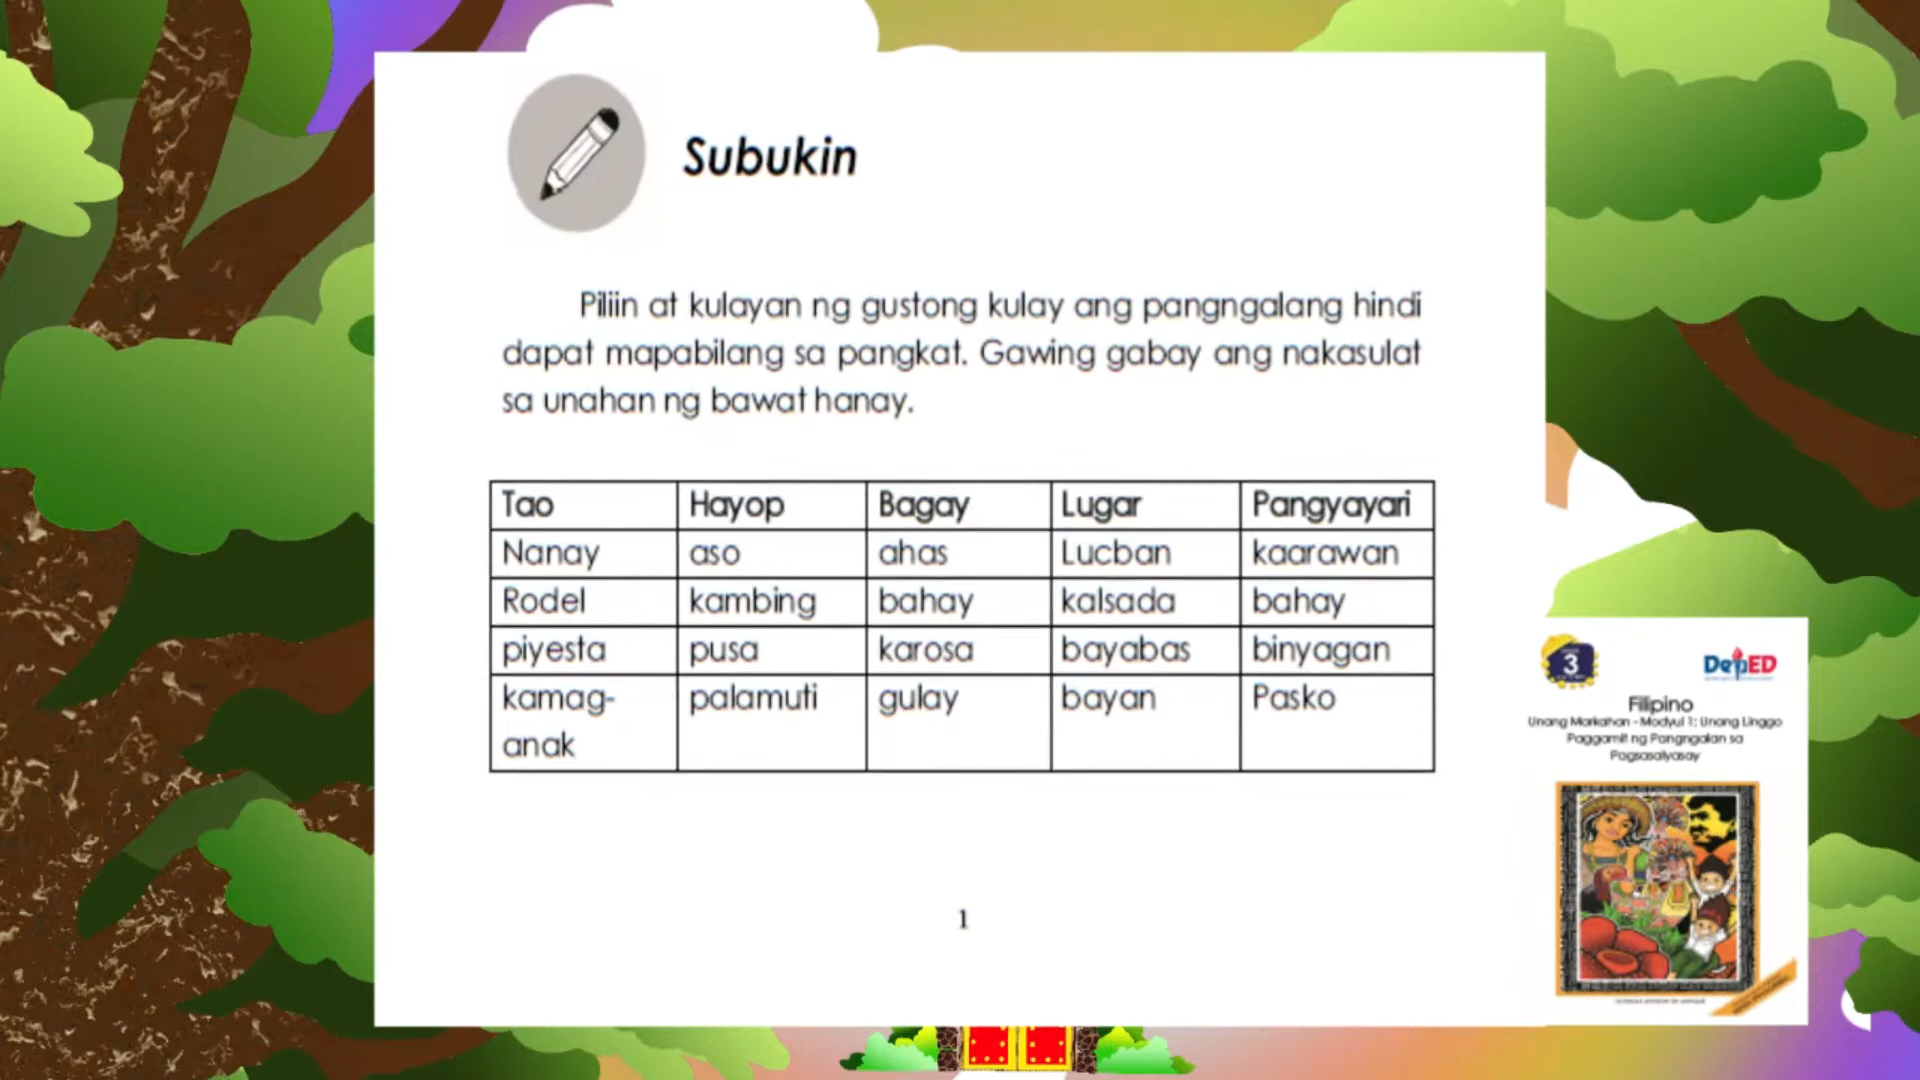 Subukin
Piliin at kulayan ng gustong kulay ang pangngalang hindi
dapat mapabilang sa pangkat. Gawing gabay ang nakasulat
sa unahan ng bawat hanay.
Tao Hayop Bagay Lugar Pangyayari
Nanay aso ahas Lucban kaarawan
Rodel kambing bahay kalsada bahay
piyesta pusa karosa bayabas binyagan
kamag- palamuti gulay bayan Pasko
anak
1
3
DepED
Filipino
Unang Markahan - Modyul 1: Unang Linggo
Paggamit ng Pangngalan sa
Pagsasalaysay